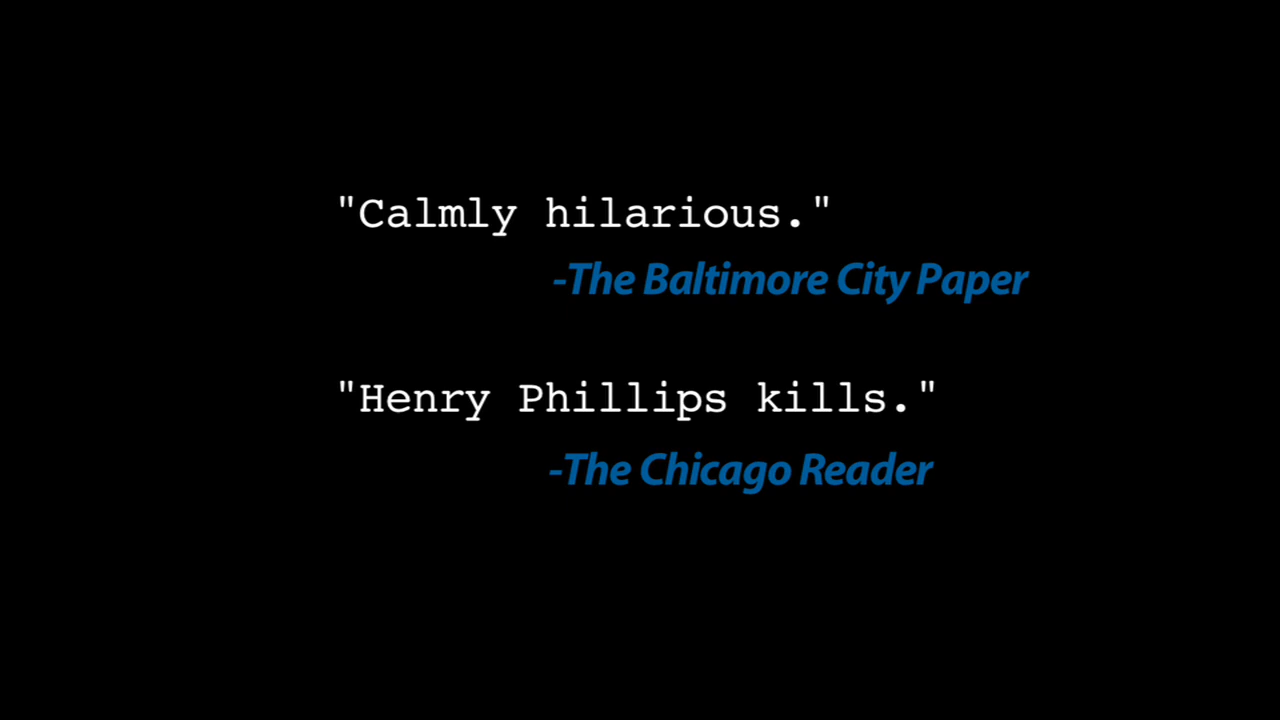 "Calmly hilarious."
-The Baltimore City Paper
"Henry Phillips kills."
-The Chicago Reader